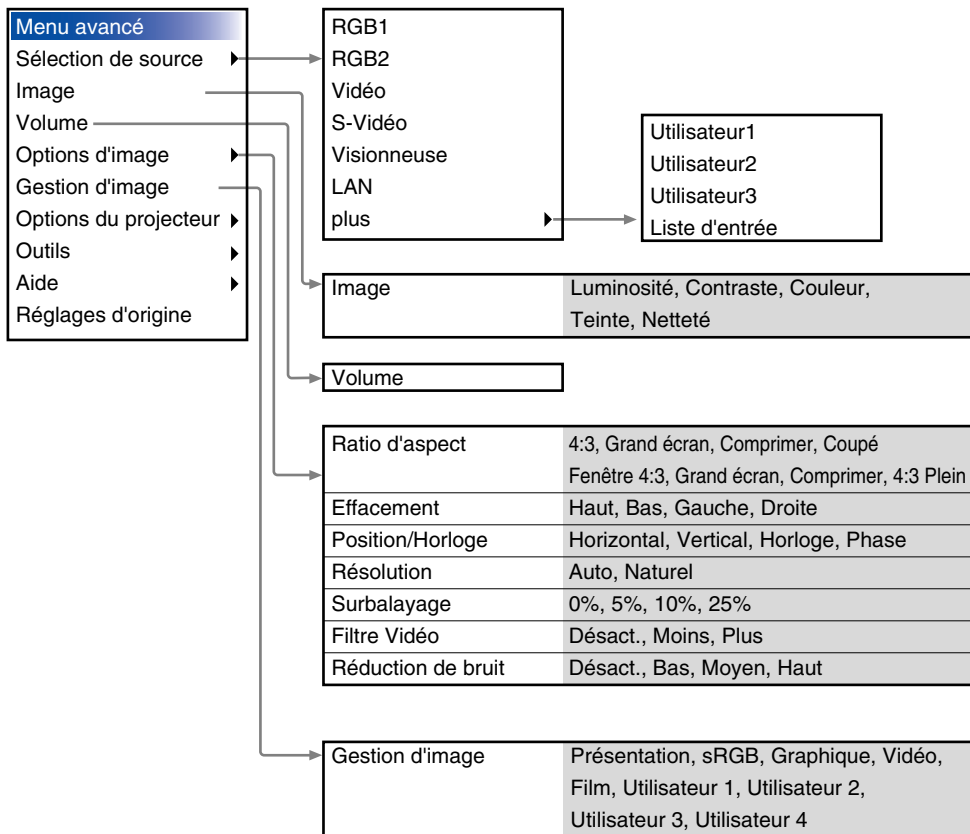 Menu avancé
Sélection de source
Image
Volume
Options d'image
Gestion d'image
Options du projecteur
Outils
Aide
Réglages d'origine
RGB1
RGB2
Vidéo
S-Vidéo
Visionneuse
LAN
plus
Utilisateur1
Utilisateur2
Utilisateur3
Liste d'entrée
Image Luminosité, Contraste, Couleur,
Teinte, Netteté
Volume
Ratio d'aspect 4:3, Grand écran, Comprimer, Coupé
Fenêtre 4:3, Grand écran, Comprimer, 4:3 Plein
Effacement Haut, Bas, Gauche, Droite
Position/Horloge Horizontal, Vertical, Horloge, Phase
Résolution Auto, Naturel
Surbalayage 0%, 5%, 10%, 25%
Filtre Vidéo Désact., Moins, Plus
Réduction de bruit Désact., Bas, Moyen, Haut
Gestion d'image Présentation, sRGB, Graphique, Vidéo,
Film, Utilisateur 1, Utilisateur 2,
Utilisateur 3, Utilisateur 4